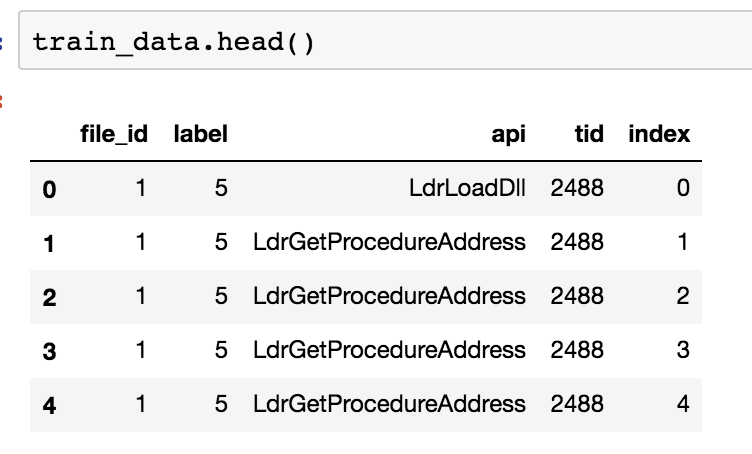 train_data.head()
file_id label api tid index
0 1 5 LdrLoadDll 2488 0
1 1 5 LdrGetProcedureAddress 2488 1
2 1 5 LdrGetProcedureAddress 2488 2
3 1 5 LdrGetProcedureAddress 2488 3
4 1 5 LdrGetProcedureAddress 2488 4